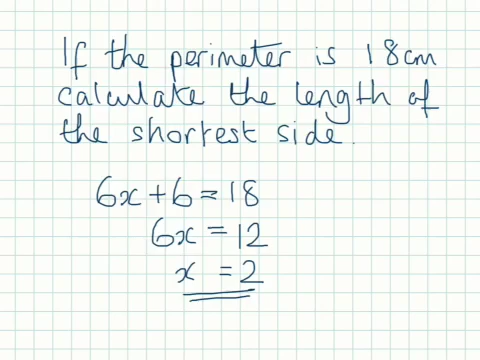 If the perimeter is 18cm
calculate the length of
the shortest side.
6x + 6 = 18
6x = 12
x = 2